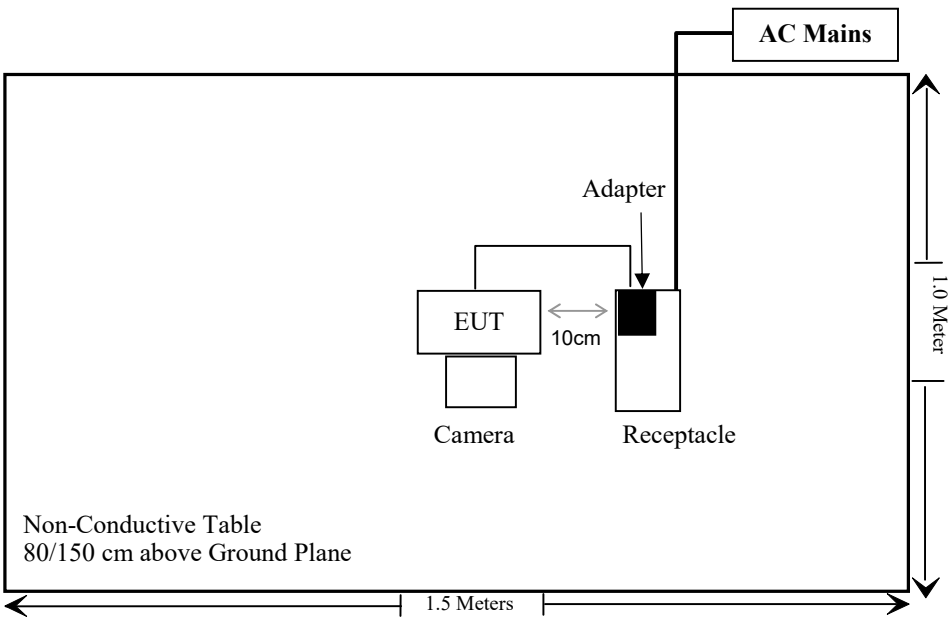 AC Mains
Adapter
EUT
10cm
1.0 Meter
Camera
Receptacle
Non-Conductive Table
80/150 cm above Ground Plane
1.5 Meters